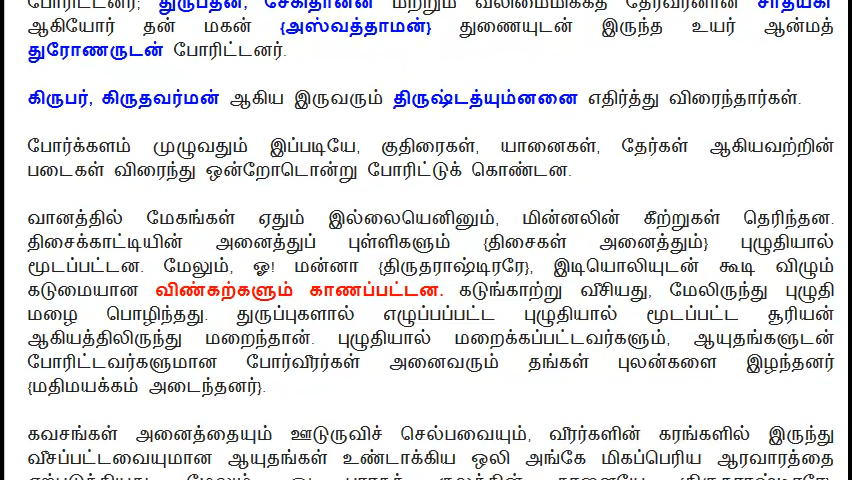 போரிட்டனர்; துருபதன், சேகிதானன் மற்றும் வலிமைமிக்கத் தேர்வீரனான சாத்யகி
ஆகியோர் தன் மகன் {அஸ்வத்தாமன்} துணையுடன் இருந்த உயர் ஆன்மத்
துரோணருடன் போரிட்டனர்.
கிருபர், கிருதவர்மன் ஆகிய இருவரும் திருஷ்டத்யும்னனை எதிர்த்து விரைந்தார்கள்.
போர்க்களம் முழுவதும் இப்படியே, குதிரைகள், யானைகள், தேர்கள் ஆகியவற்றின்
படைகள் விரைந்து ஒன்றோடொன்று போரிட்டுக் கொண்டன.
வானத்தில் மேகங்கள் ஏதும் இல்லையெனினும், மின்னலின் கீற்றுகள் தெரிந்தன.
திசைக்காட்டியின் அனைத்துப் புள்ளிகளும் {திசைகள் அனைத்தும்} புழுதியால்
மூடப்பட்டன. மேலும், ஓ! மன்னா {திருதராஷ்டிரரே}, இடியொலியுடன் கூடி விழும்
கடுமையான விண்கற்களும் காணப்பட்டன. கடுங்காற்று வீசியது, மேலிருந்து புழுதி
மழை பொழிந்தது. துருப்புகளால் எழுப்பப்பட்ட புழுதியால் மூடப்பட்ட சூரியன்
ஆகியத்திலிருந்து மறைந்தான். புழுதியால் மறைக்கப்பட்டவர்களும், ஆயுதங்களுடன்
போரிட்டவர்களுமான போர்வீரர்கள் அனைவரும் தங்கள் புலன்களை இழந்தனர்
{மதிமயக்கம் அடைந்தனர்}.
கவசங்கள் அனைத்தையும் ஊடுருவிச் செல்பவையும், வீரர்களின் கரங்களில் இருந்து
வீசப்பட்டவையுமான ஆயுதங்கள் உண்டாக்கிய ஒலி அங்கே மிகப்பெரிய ஆரவாரத்தை